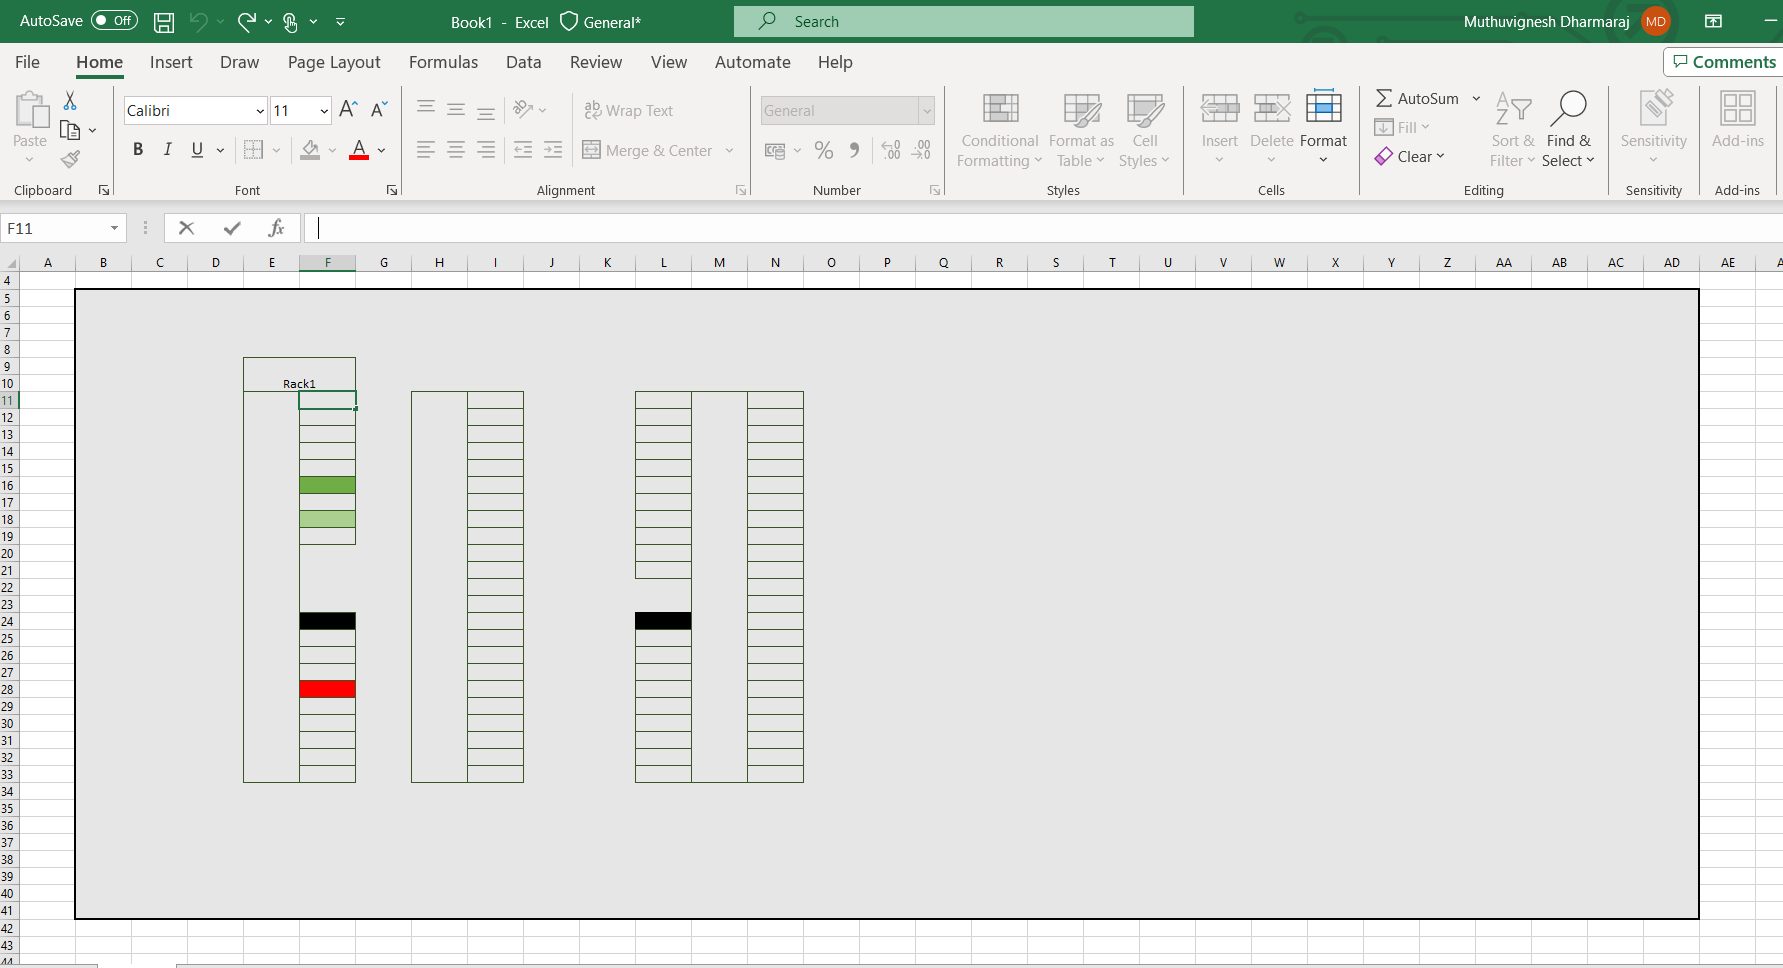 AutoSave Off Book1 - Excel General* Search Muthuvignesh Dharmaraj MD
File Home Insert Draw Page Layout Formulas Data Review View Automate Help Comments
Paste
Clipboard
Calibri 11 A A
B I U A
Font
ab Wrap Text
Merge & Center
Alignment
General
% 9 .00
Number
Conditional Formatting
Format as Table
Cell Styles
Styles
Insert Delete Format
Cells
AutoSum
Fill
Clear
Sort & Filter
Find & Select
Editing
Sensitivity
Sensitivity
Add-ins
Add-ins
F11 fx
A B C D E F G H I J K L M N O P Q R S T U V W X Y Z AA AB AC AD AE A
4
5
6
7
8
9
10 Rack1
11
12
13
14
15
16
17
18
19
20
21
22
23
24
25
26
27
28
29
30
31
32
33
34
35
36
37
38
39
40
41
42
43
44